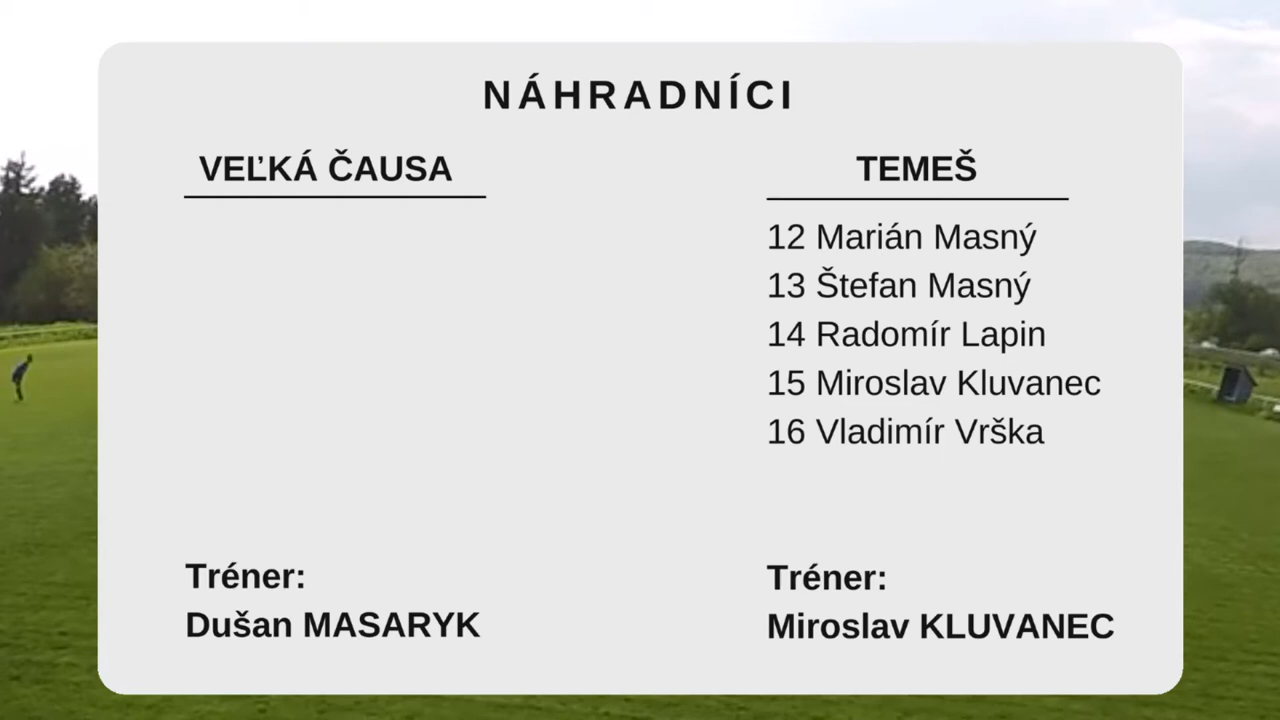 NÁHRADNÍCI
VEĽKÁ ČAUSA
Tréner:
Dušan MASARYK
TEMEŠ
12 Marián Masný
13 Štefan Masný
14 Radomír Lapin
15 Miroslav Kluvanec
16 Vladimír Vrška
Tréner:
Miroslav KLUVANEC